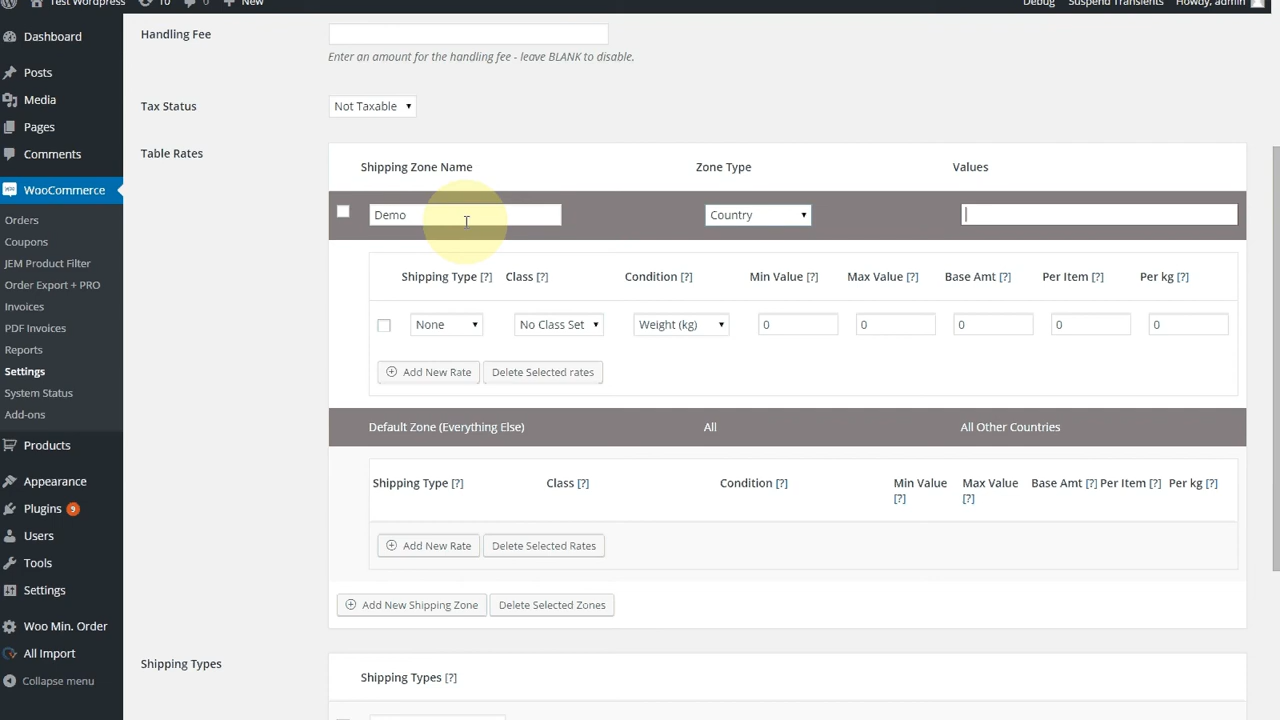 Test Wordpress 10 0 New Debug Suspend Transients Howdy, admin
Dashboard
Posts
Media
Pages
Comments
WooCommerce
Orders
Coupons
JEM Product Filter
Order Export + PRO
Invoices
PDF Invoices
Reports
Settings
System Status
Add-ons
Products
Appearance
Plugins 9
Users
Tools
Settings
Woo Min. Order
All Import
Collapse menu
Handling Fee
Enter an amount for the handling fee - leave BLANK to disable.
Tax Status Not Taxable
Table Rates
Shipping Zone Name Zone Type Values
Demo Country
Shipping Type [?] Class [?] Condition [?] Min Value [?] Max Value [?] Base Amt [?] Per Item [?] Per kg [?]
None No Class Set Weight (kg) 0 0 0 0 0
Add New Rate Delete Selected rates
Default Zone (Everything Else) All All Other Countries
Shipping Type [?] Class [?] Condition [?] Min Value [?] Max Value [?] Base Amt [?] Per Item [?] Per kg [?]
Add New Rate Delete Selected Rates
Add New Shipping Zone Delete Selected Zones
Shipping Types
Shipping Types [?]